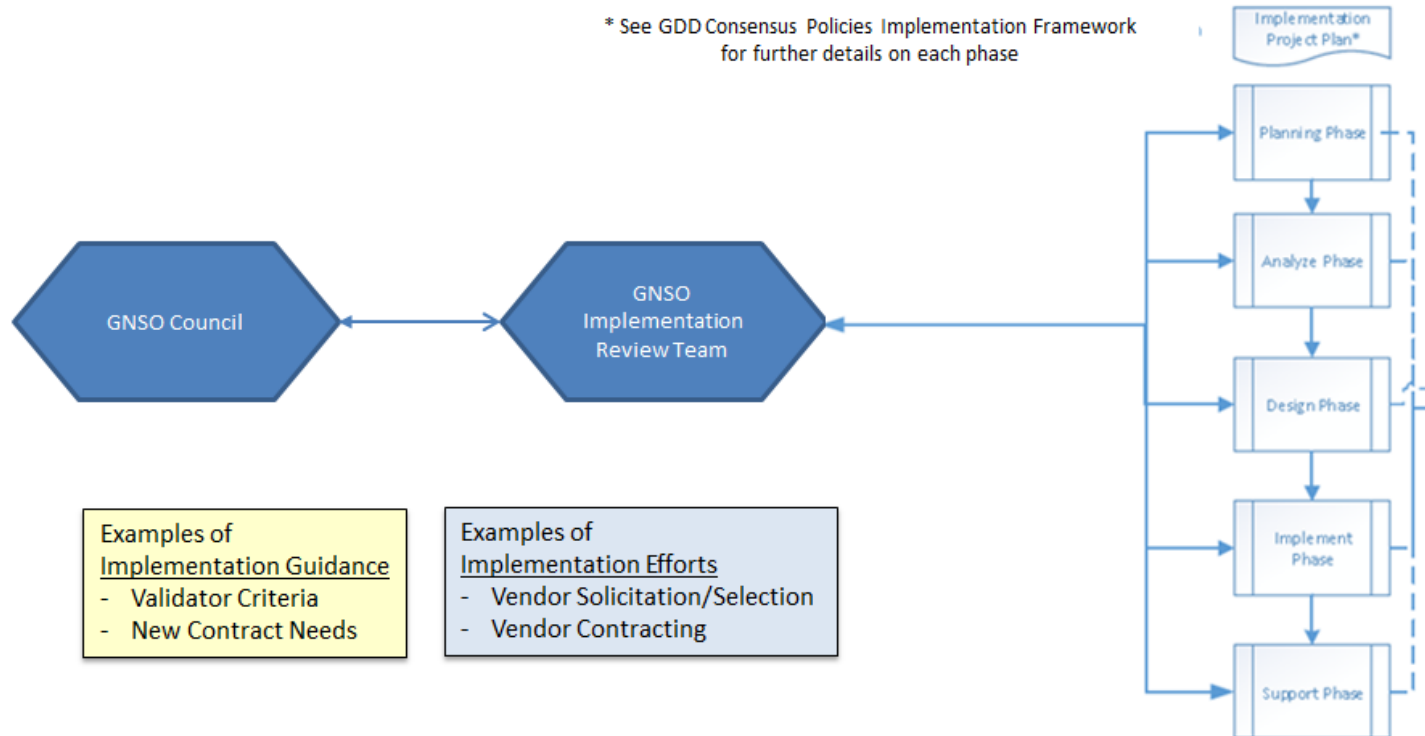 * See GDD Consensus Policies Implementation Framework
for further details on each phase
Implementation
Project Plan*
Planning Phase
Analyze Phase
GNSO Council
GNSO
Implementation
Review Team
Design Phase
Examples of
Implementation Guidance
- Validator Criteria
- New Contract Needs
Examples of
Implementation Efforts
- Vendor Solicitation/Selection
- Vendor Contracting
Implement
Phase
Support Phase